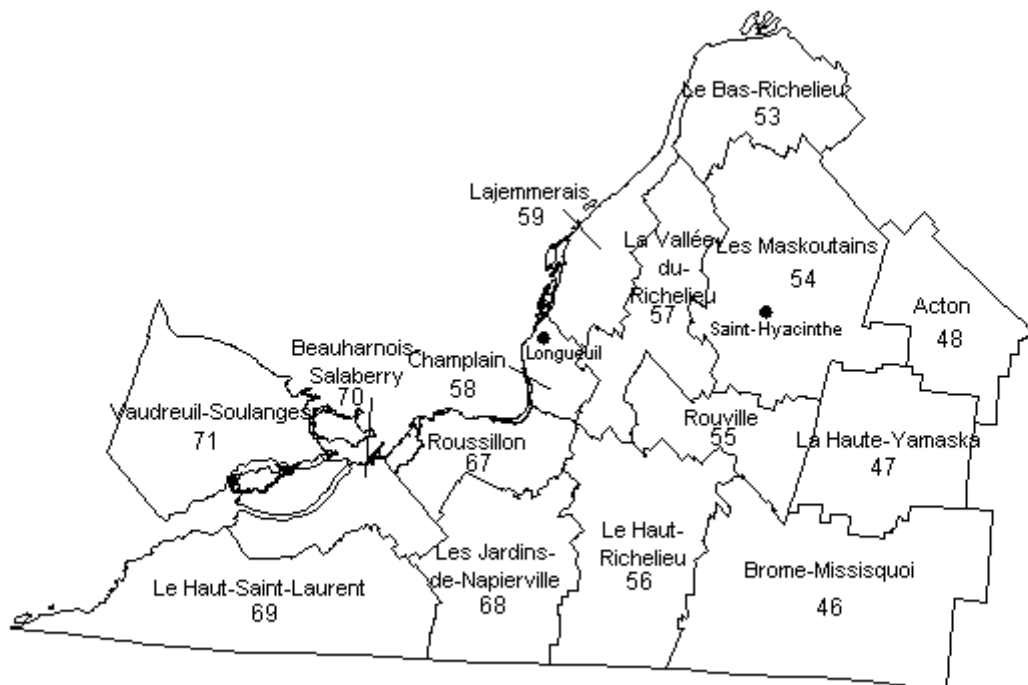 Le Bas-Richelieu
53
Lajemmerais
59
La Vallée
du-
Richelieu
57
Les Maskoutains
54
Saint-Hyacinthe
Acton
48
Beauharnois-
Salaberry
70
Champlain
58
Longueuil
Vaudreuil-Soulanges
71
Roussillon
67
Rouville
55
La Haute-Yamaska
47
Le Haut-Saint-Laurent
69
Les Jardins-
de-Napierville
68
Le Haut-
Richelieu
56
Brome-Missisquoi
46